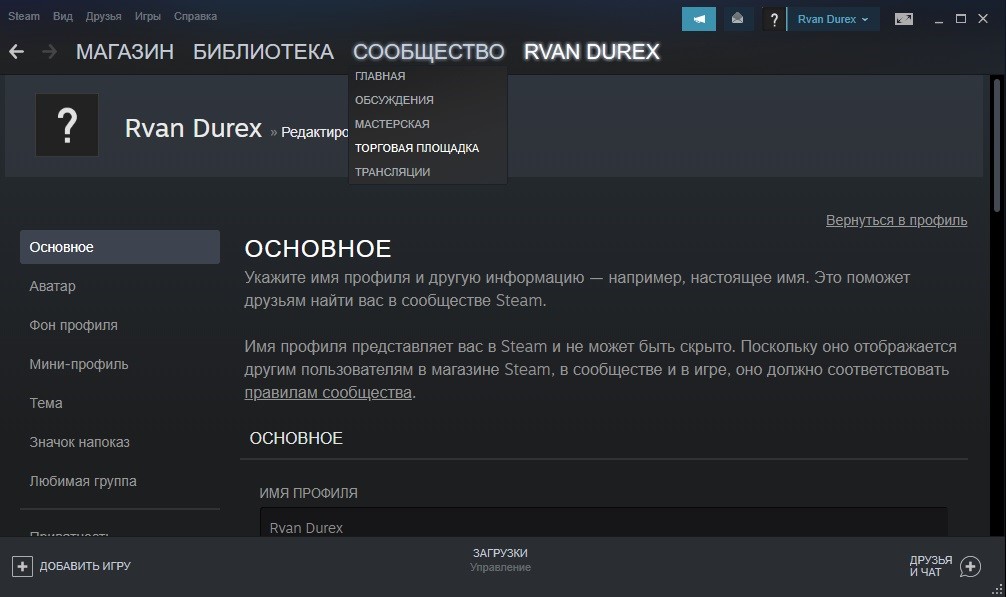 Steam Вид Друзья Игры Справка
? Rvan Durex
МАГАЗИН БИБЛИОТЕКА СООБЩЕСТВО RVAN DUREX
ГЛАВНАЯ
ОБСУЖДЕНИЯ
МАСТЕРСКАЯ
ТОРГОВАЯ ПЛОЩАДКА
ТРАНСЛЯЦИИ
? Rvan Durex » Редактиро
Вернуться в профиль
Основное
Аватар
Фон профиля
Мини-профиль
Тема
Значок напоказ
Любимая группа
Приватность
ОСНОВНОЕ
Укажите имя профиля и другую информацию — например, настоящее имя. Это поможет
друзьям найти вас в сообществе Steam.
Имя профиля представляет вас в Steam и не может быть скрыто. Поскольку оно отображается
другим пользователям в магазине Steam, в сообществе и в игре, оно должно соответствовать
правилам сообщества.
ОСНОВНОЕ
ИМЯ ПРОФИЛЯ
Rvan Durex
ДОБАВИТЬ ИГРУ
ЗАГРУЗКИ
Управление
ДРУЗЬЯ
И ЧАТ